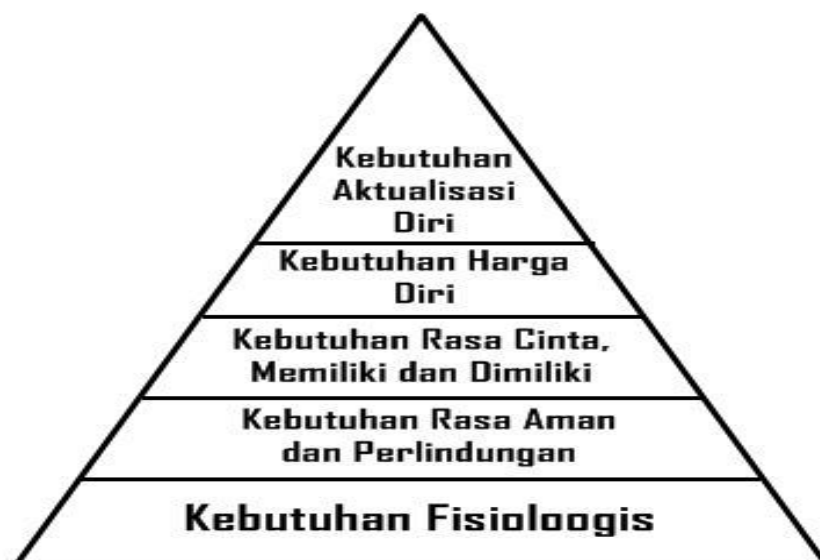 Kebutuhan
Aktualisasi
Diri
Kebutuhan Harga
Diri
Kebutuhan Rasa Cinta,
Memiliki dan Dimiliki
Kebutuhan Rasa Aman
dan Perlindungan
Kebutuhan Fisioloogis